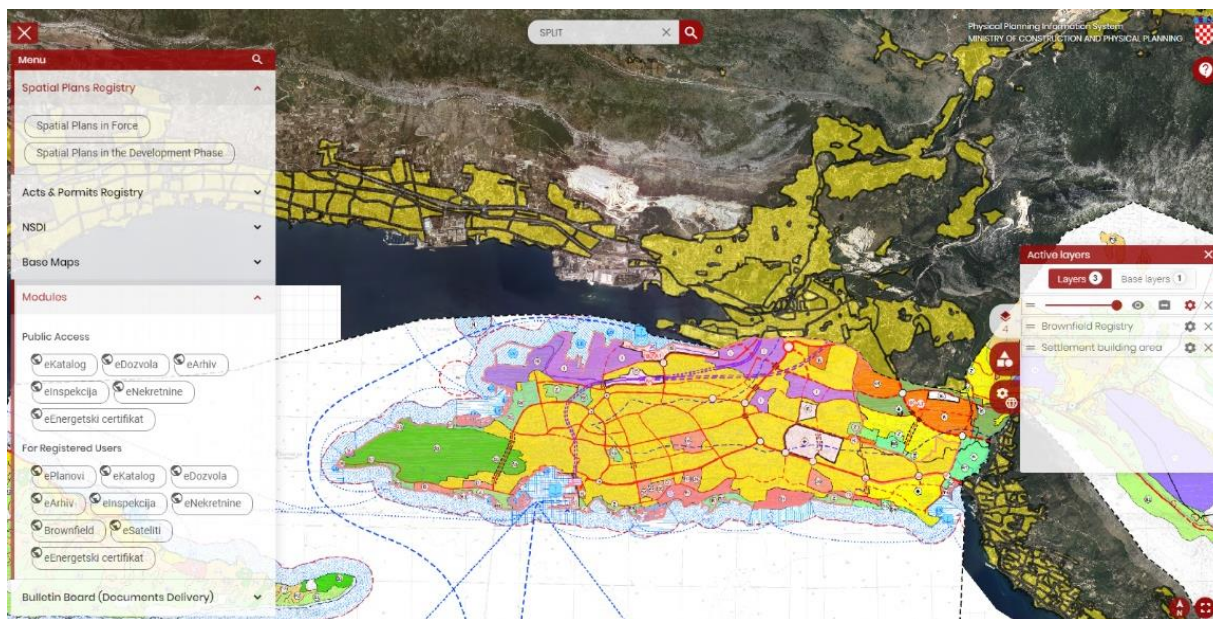 SPLIT
Physical Planning Information System
MINISTRY OF CONSTRUCTION AND PHYSICAL PLANNING
Menu
Spatial Plans Registry
Spatial Plans in Force
Spatial Plans in the Development Phase
Acts & Permits Registry
NSDI
Base Maps
Modules
Public Access
eKatalog eDozvola eArhiv
eInspekcija eNekretnine
eEnergetski certifikat
For Registered Users
ePlanovi eKatalog eDozvola
eArhiv eInspekcija eNekretnine
Brownfield eSateliti
eEnergetski certifikat
Bulletin Board (Documents Delivery)
Active layers
Layers 3 Base layers 1
Brownfield Registry
Settlement building area
4
N